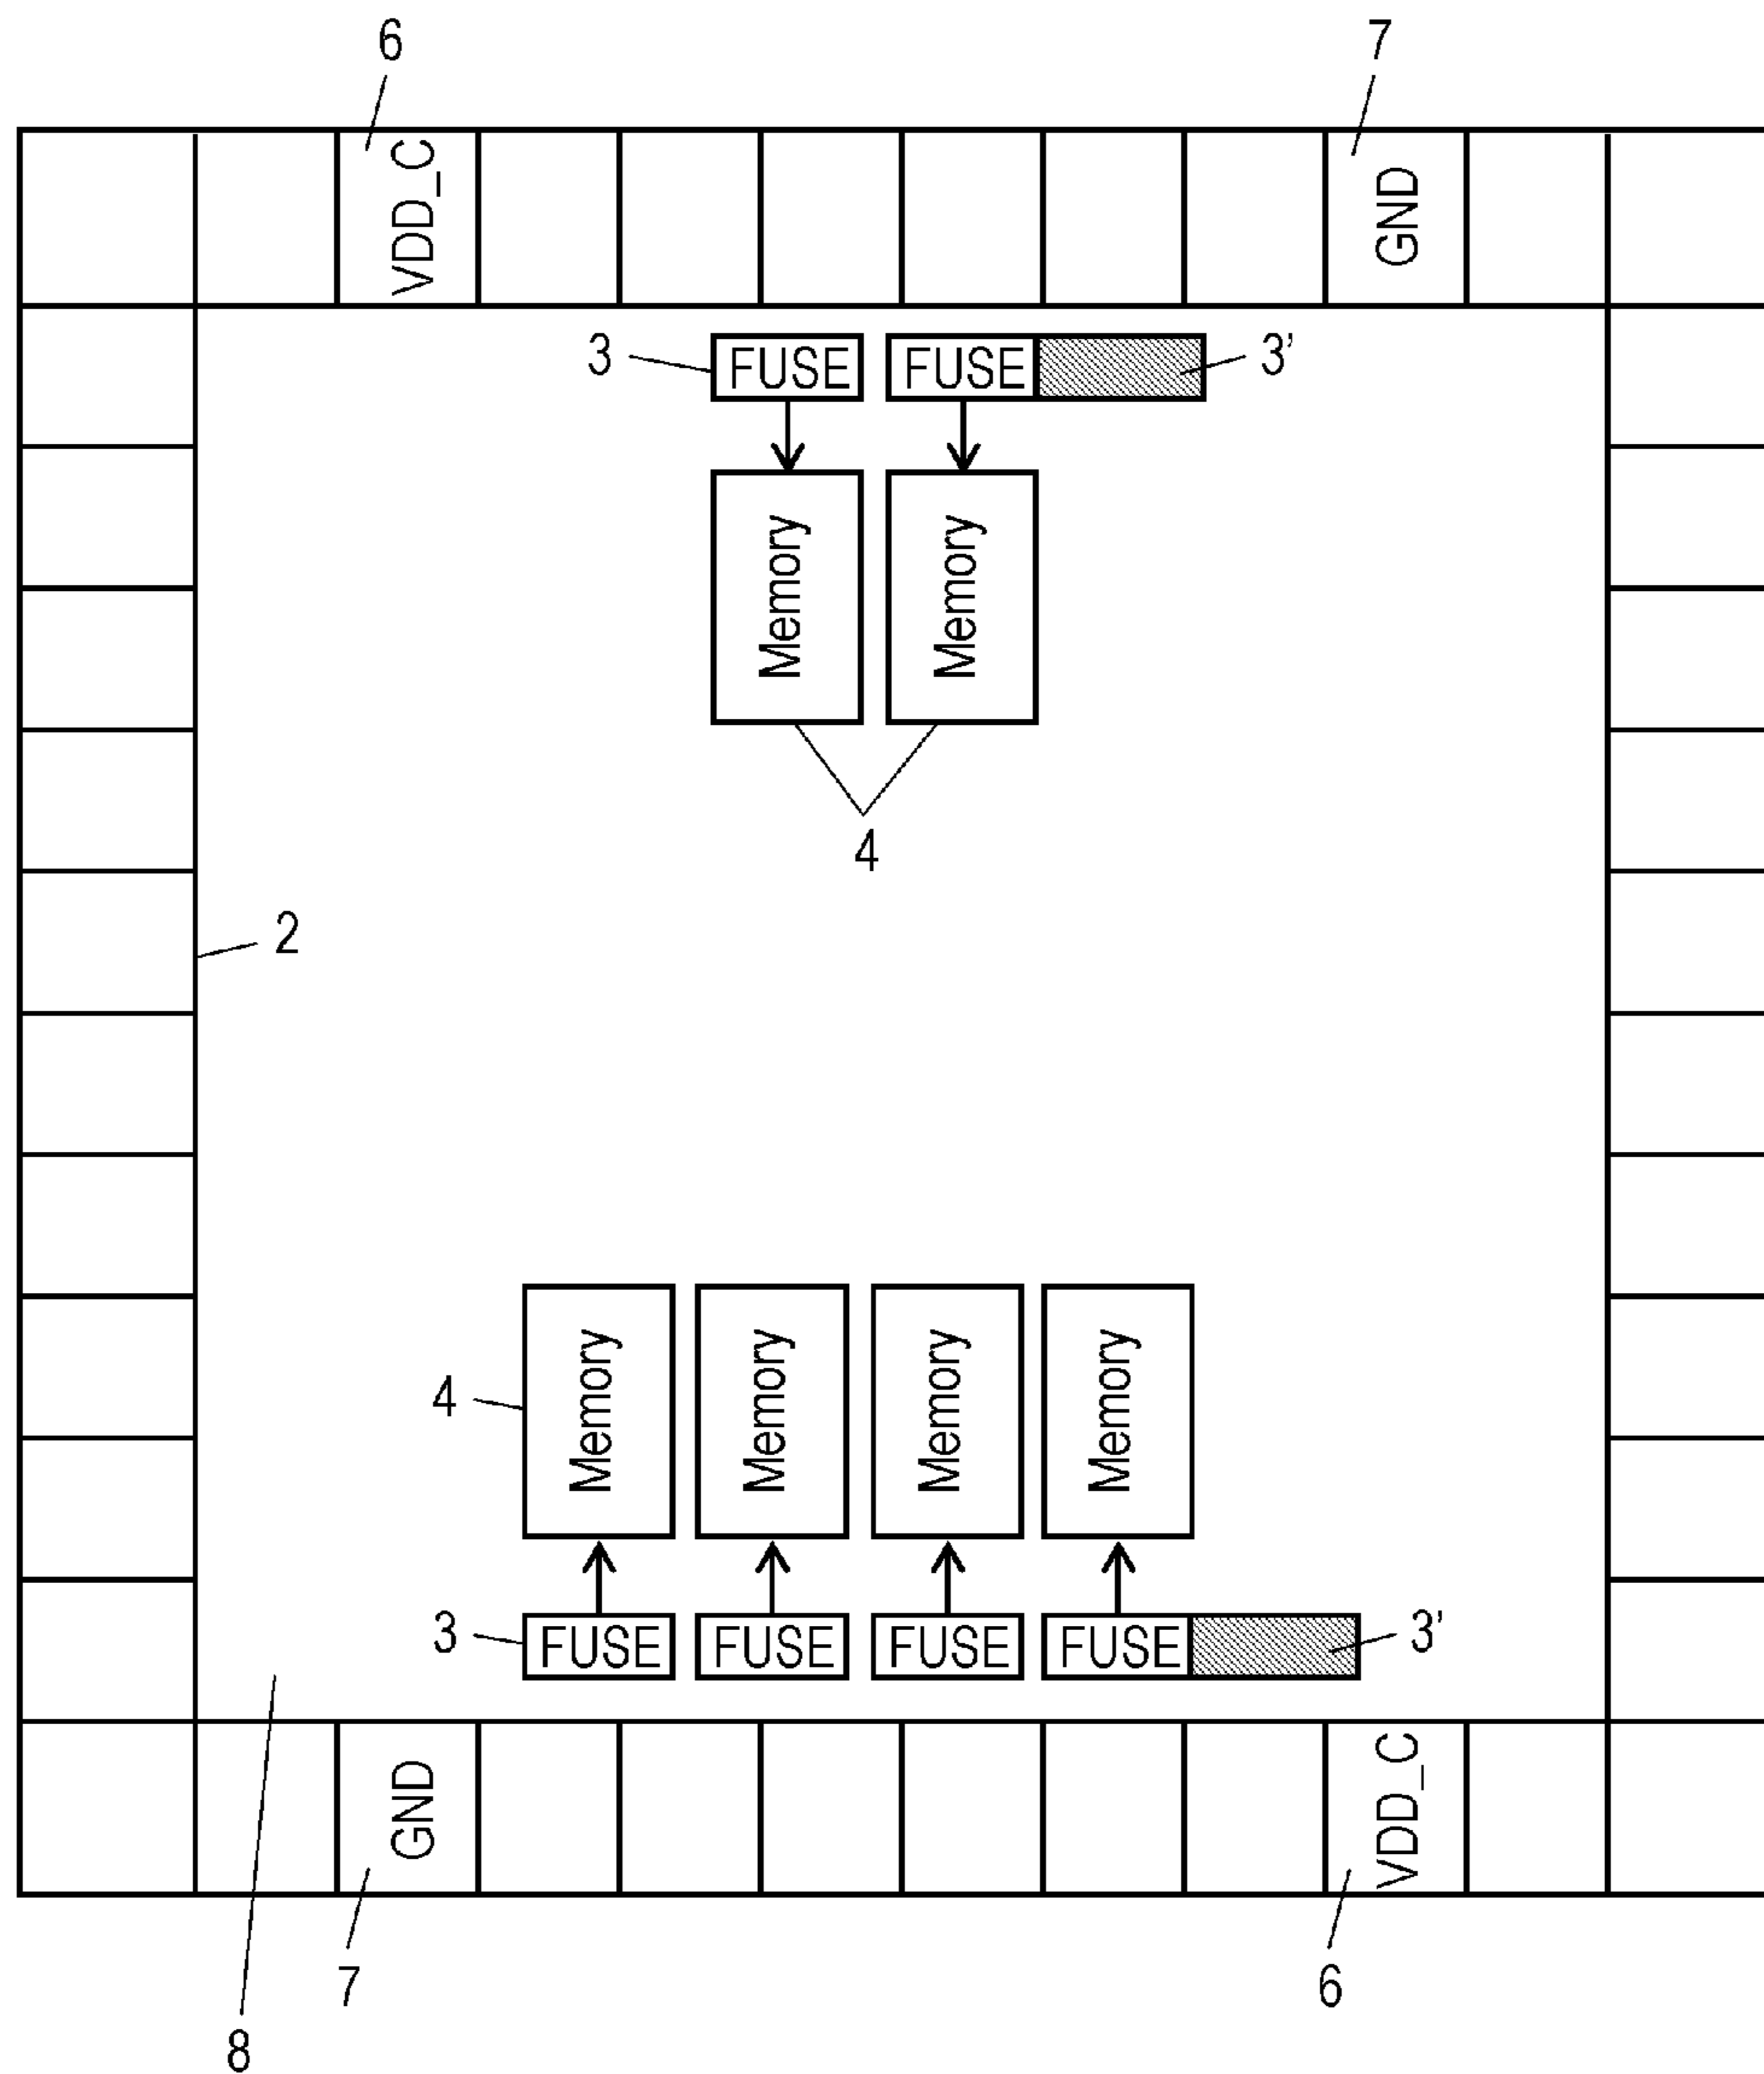 6
7
VDD_C
GND
3
FUSE
FUSE
3'
Memory
Memory
4
2
4
Memory
Memory
Memory
Memory
3
FUSE
FUSE
FUSE
FUSE
3'
GND
VDD_C
7
6
8